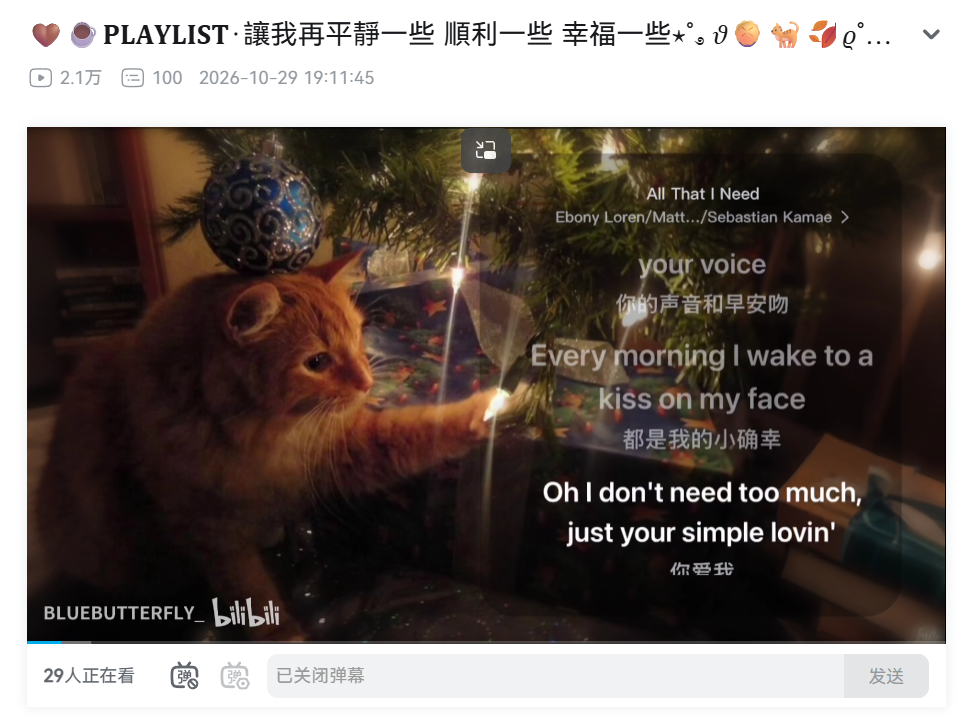 PLAYLIST·讓我再平靜一些 順利一些 幸福一些⋆˚｡𝜗 𝜚˚…
2.1万 100 2026-10-29 19:11:45
All That I Need
Ebony Loren/Matt.../Sebastian Kamae
your voice
你的声音和早安吻
Every morning I wake to a
kiss on my face
都是我的小确幸
Oh I don't need too much,
just your simple lovin'
你爱我
BLUEBUTTERFLY_ bilibili
29人正在看 弹 弹 已关闭弹幕 发送